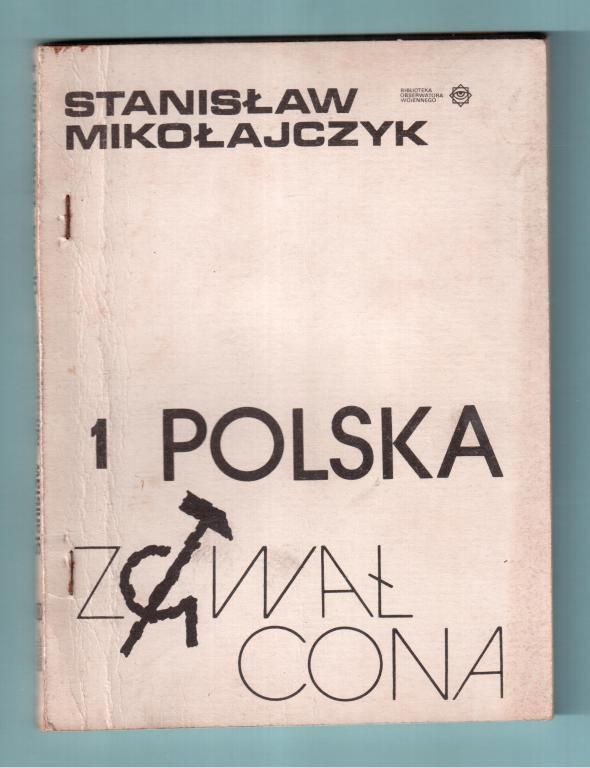 STANISŁAW
MIKOŁAJCZYK
BIBLIOTEKA
OBSERWATORA
WOJENNEGO
1 POLSKA
ZGWAŁ
CONA